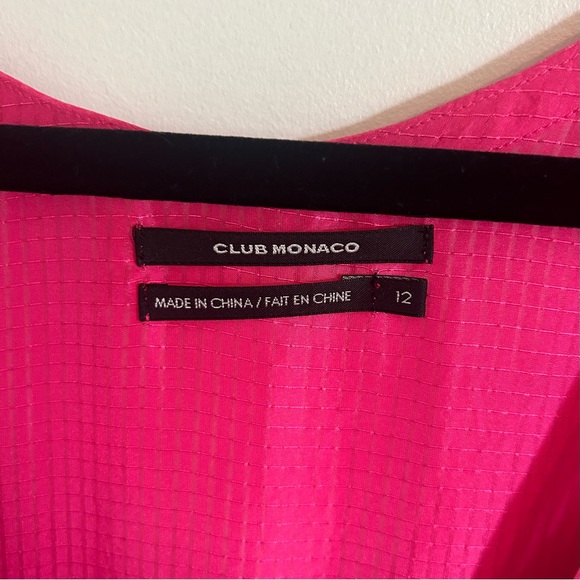 CLUB MONACO
MADE IN CHINA / FAIT EN CHINE 12